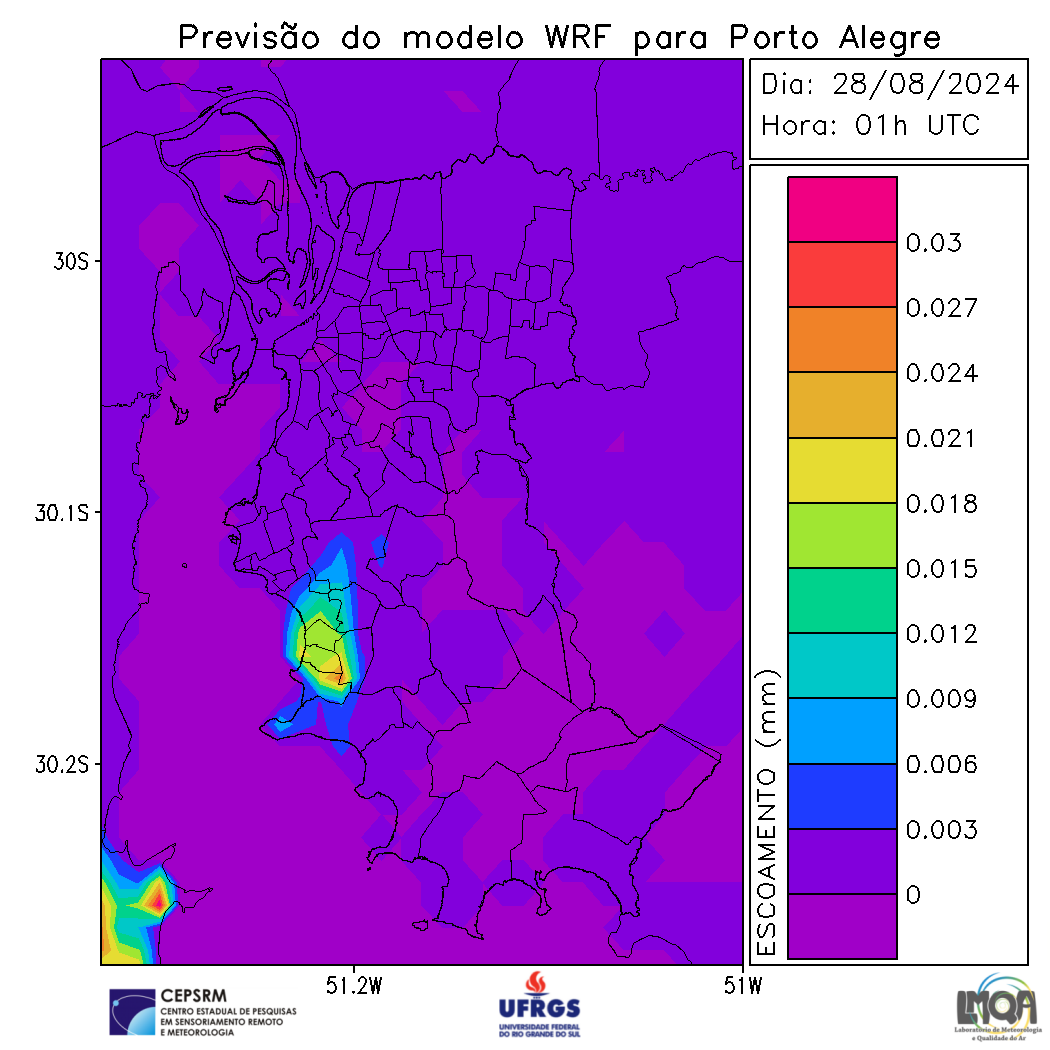 Previsão do modelo WRF para Porto Alegre
Dia: 28/08/2024
Hora: 01h UTC
0.03
0.027
0.024
0.021
0.018
0.015
0.012
0.009
0.006
0.003
0
ESCOAMENTO (mm)
30S
30.1S
30.2S
51.2W
51W
CEPSRM
CENTRO ESTADUAL DE PESQUISAS
EM SENSORIAMENTO REMOTO
E METEOROLOGIA
UFRGS
UNIVERSIDADE FEDERAL
DO RIO GRANDE DO SUL
LMQA
Laboratório de Meteorologia
e Qualidade do Ar